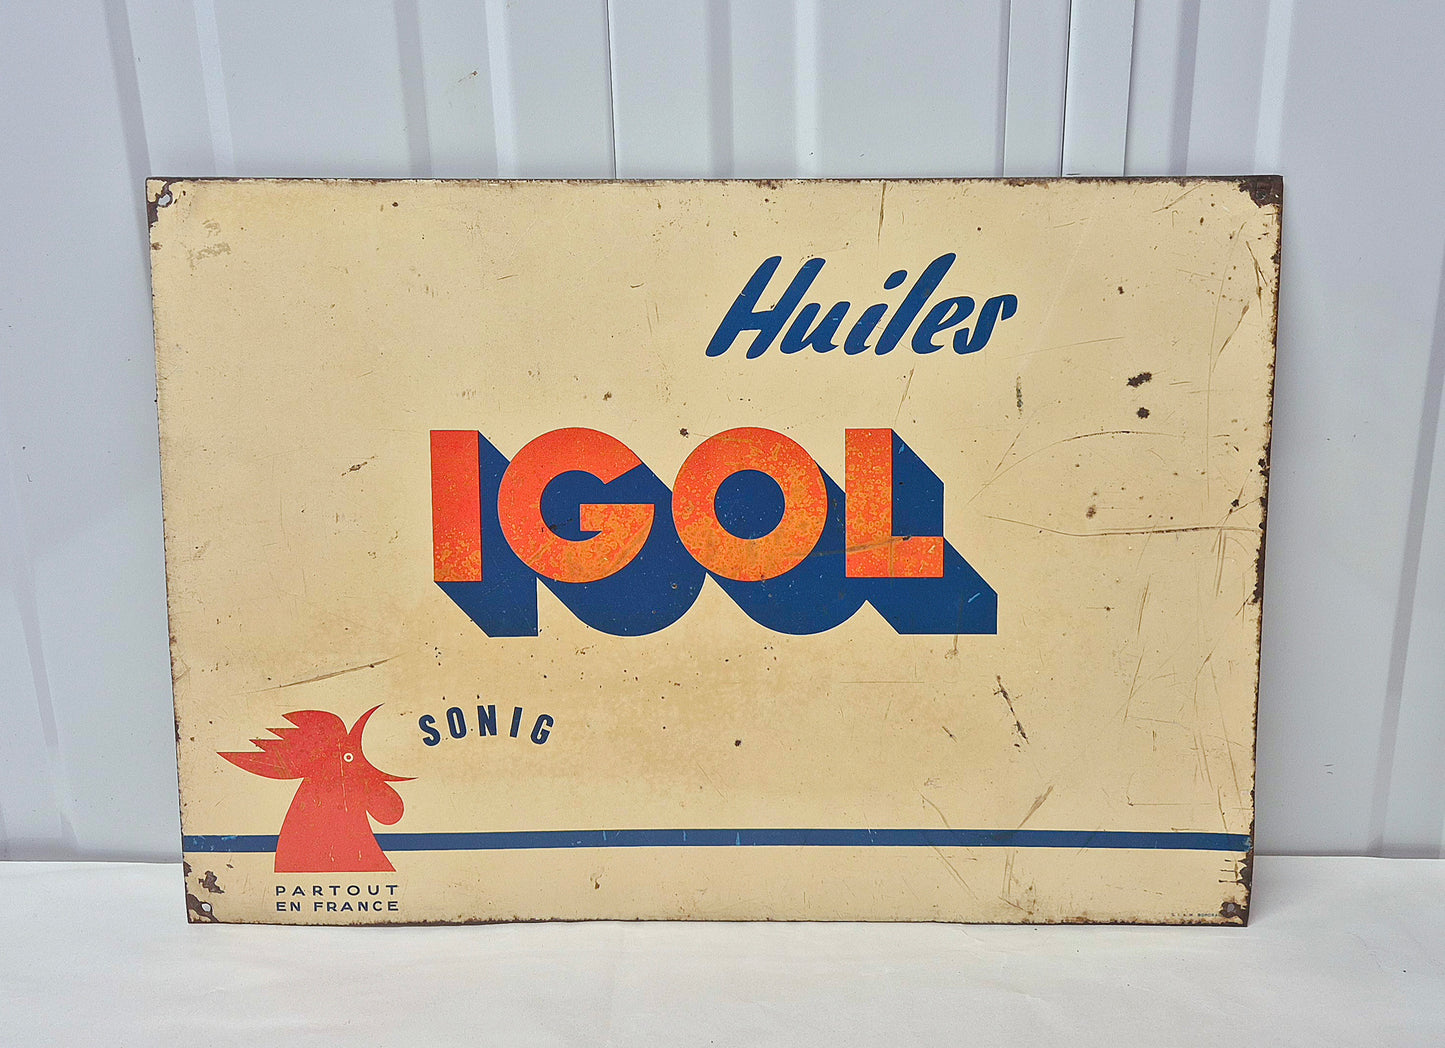 Huiles
IGOL
SONIG
PARTOUT
EN FRANCE